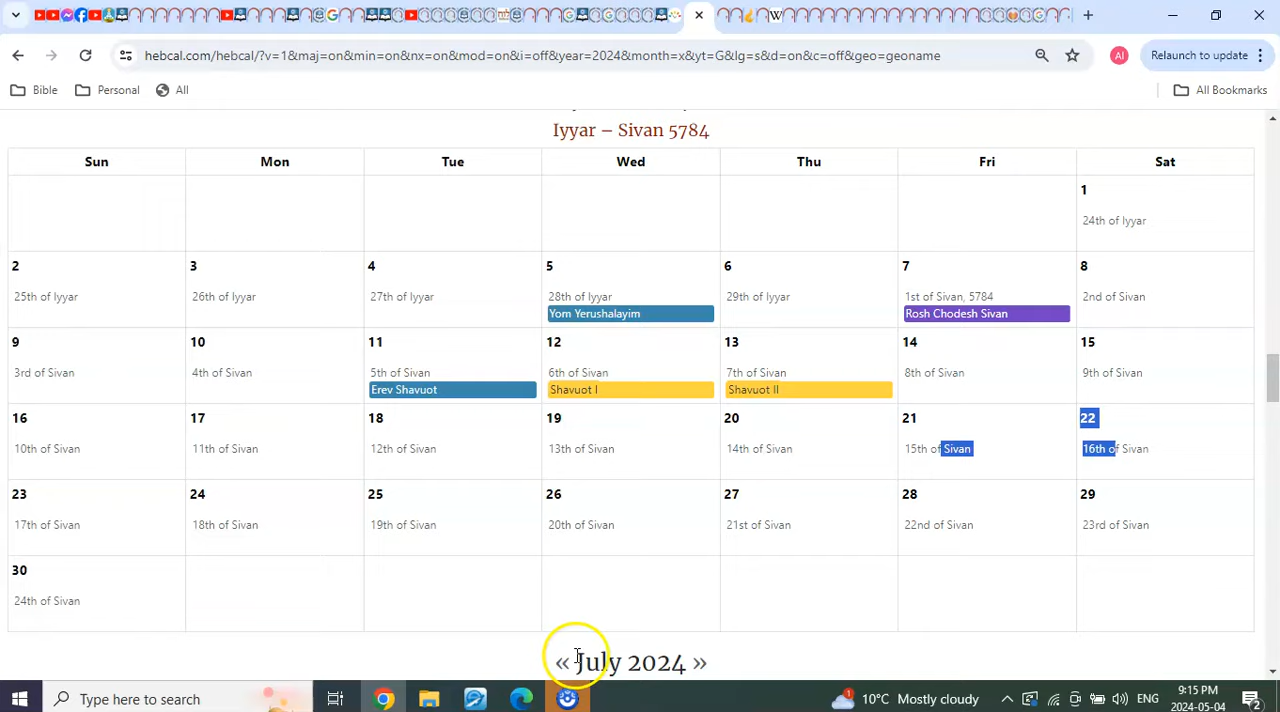 hebcal.com/hebcal/?v=1&maj=on&min=on&nx=on&mod=on&i=off&year=2024&month=x&yt=G&lg=s&d=on&c=off&geo=geoname
AI
Relaunch to update
Bible
Personal
All
All Bookmarks
Iyyar – Sivan 5784
Sun Mon Tue Wed Thu Fri Sat
1
24th of Iyyar
2 3 4 5 6 7 8
25th of Iyyar 26th of Iyyar 27th of Iyyar 28th of Iyyar 29th of Iyyar 1st of Sivan, 5784 2nd of Sivan
Yom Yerushalayim Rosh Chodesh Sivan
9 10 11 12 13 14 15
3rd of Sivan 4th of Sivan 5th of Sivan 6th of Sivan 7th of Sivan 8th of Sivan 9th of Sivan
Erev Shavuot Shavuot I Shavuot II
16 17 18 19 20 21 22
10th of Sivan 11th of Sivan 12th of Sivan 13th of Sivan 14th of Sivan 15th of Sivan 16th of Sivan
23 24 25 26 27 28 29
17th of Sivan 18th of Sivan 19th of Sivan 20th of Sivan 21st of Sivan 22nd of Sivan 23rd of Sivan
30
24th of Sivan
« July 2024 »
Type here to search
1
10°C Mostly cloudy
ENG
9:15 PM
2024-05-04
2